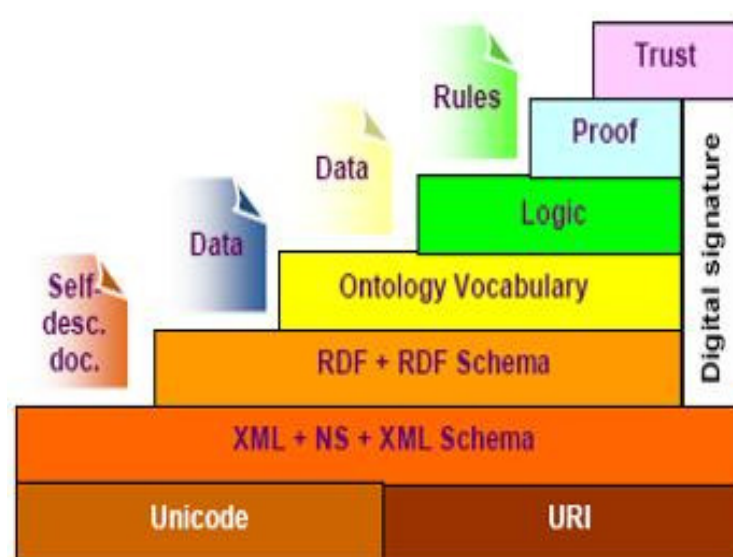 Trust
Rules
Proof
Data
Logic
Digital signature
Data
Ontology Vocabulary
Self-
desc.
doc.
RDF + RDF Schema
XML + NS + XML Schema
Unicode
URI